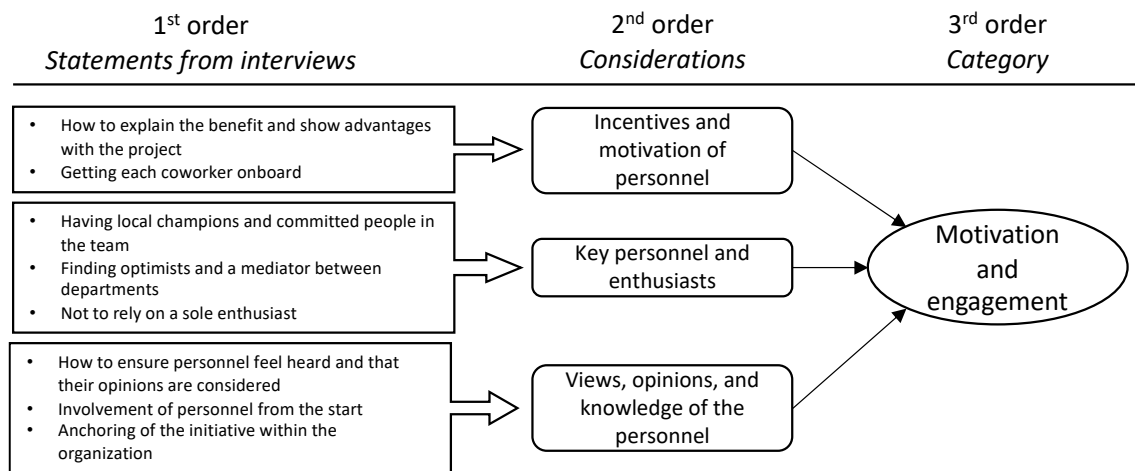 1st order
Statements from interviews
2nd order
Considerations
3rd order
Category
• How to explain the benefit and show advantages
with the project
• Getting each coworker onboard
Incentives and
motivation of
personnel
• Having local champions and committed people in
the team
• Finding optimists and a mediator between
departments
• Not to rely on a sole enthusiast
Key personnel and
enthusiasts
Motivation
and
engagement
• How to ensure personnel feel heard and that
their opinions are considered
• Involvement of personnel from the start
• Anchoring of the initiative within the
organization
Views, opinions, and
knowledge of the
personnel